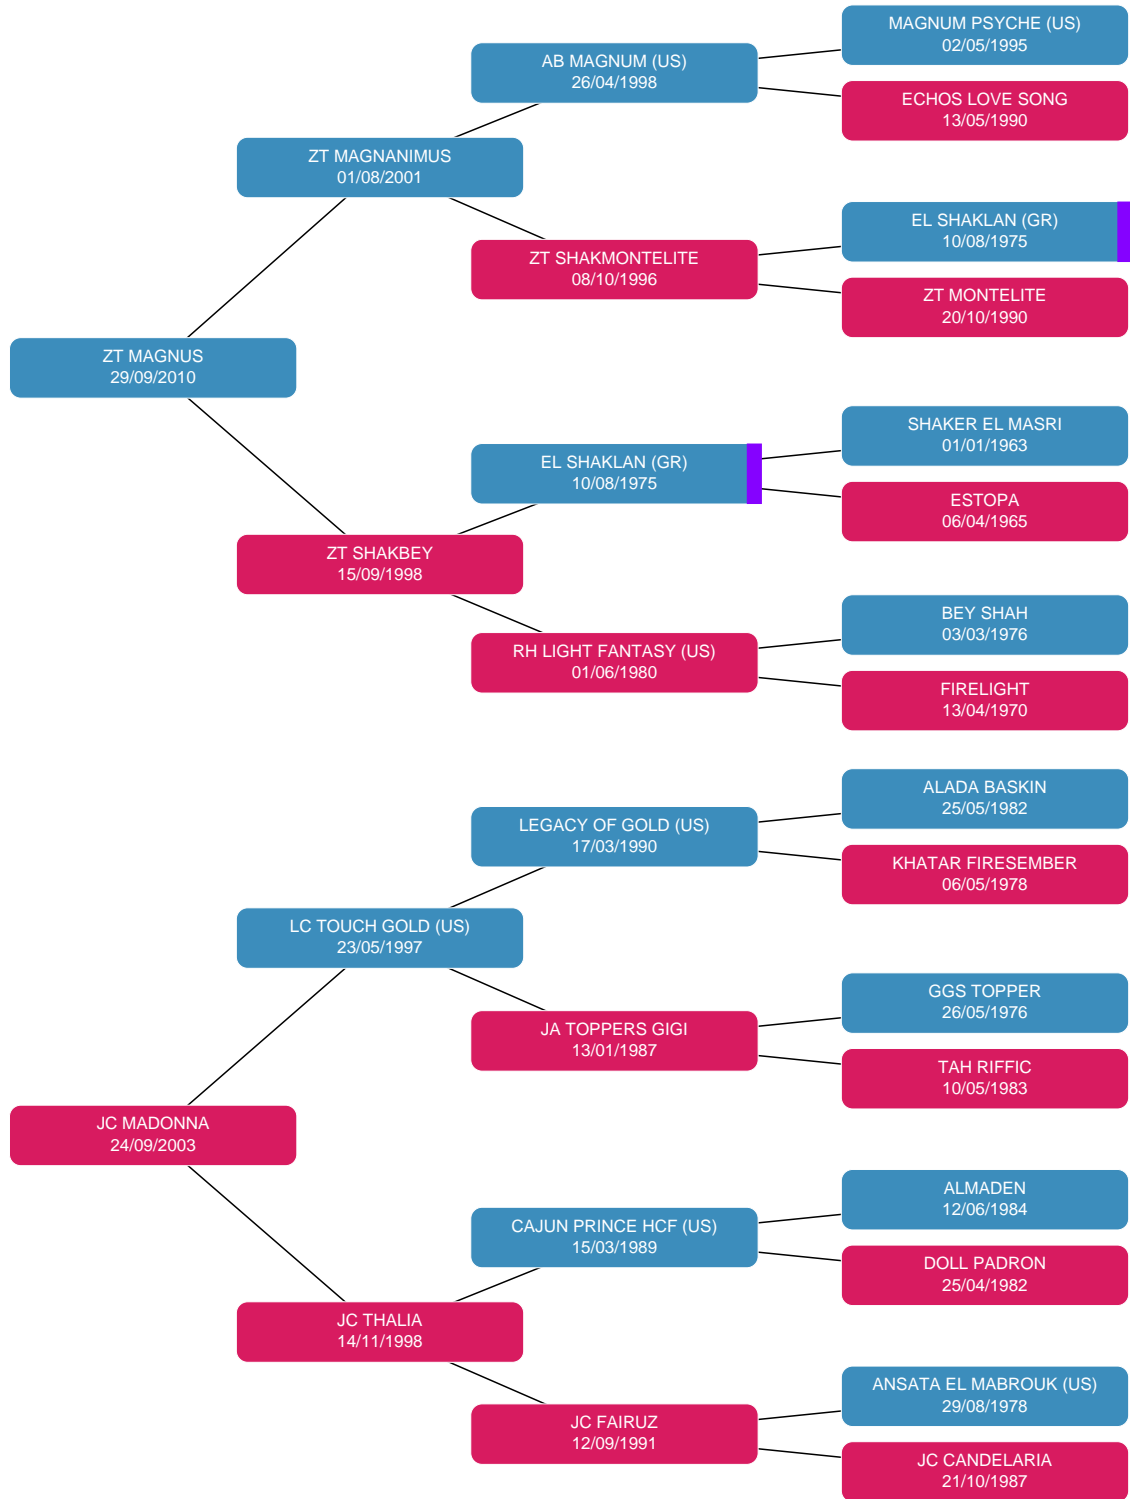 MAGNUM PSYCHE (US)
02/05/1995
AB MAGNUM (US)
26/04/1998
ECHOS LOVE SONG
13/05/1990
ZT MAGNANIMUS
01/08/2001
EL SHAKLAN (GR)
10/08/1975
ZT SHAKMONTELITE
08/10/1996
ZT MONTELITE
20/10/1990
ZT MAGNUS
29/09/2010
SHAKER EL MASRI
01/01/1963
EL SHAKLAN (GR)
10/08/1975
ESTOPA
06/04/1965
ZT SHAKBEY
15/09/1998
BEY SHAH
03/03/1976
RH LIGHT FANTASY (US)
01/06/1980
FIRELIGHT
13/04/1970
ALADA BASKIN
25/05/1982
LEGACY OF GOLD (US)
17/03/1990
KHATAR FIRESEMBER
06/05/1978
LC TOUCH GOLD (US)
23/05/1997
GGS TOPPER
26/05/1976
JA TOPPERS GIGI
13/01/1987
TAH RIFFIC
10/05/1983
JC MADONNA
24/09/2003
ALMADEN
12/06/1984
CAJUN PRINCE HCF (US)
15/03/1989
DOLL PADRON
25/04/1982
JC THALIA
14/11/1998
ANSATA EL MABROUK (US)
29/08/1978
JC FAIRUZ
12/09/1991
JC CANDELARIA
21/10/1987